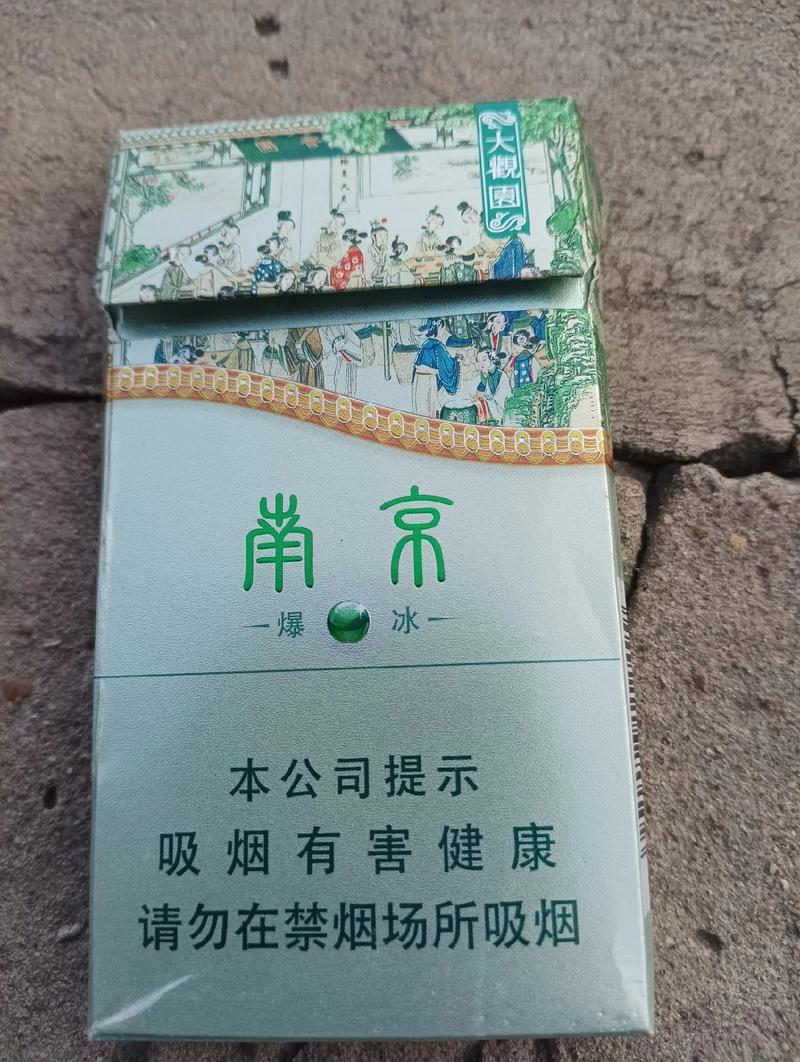 大觀園
南京
爆 冰
本公司提示
吸烟有害健康
请勿在禁烟场所吸烟